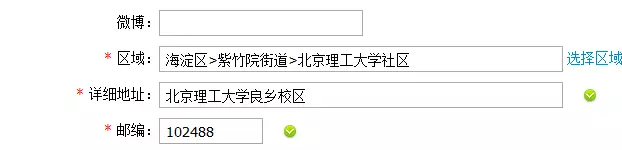 微博：
* 区域： 海淀区>紫竹院街道>北京理工大学社区 选择区域
* 详细地址： 北京理工大学良乡校区
* 邮编： 102488